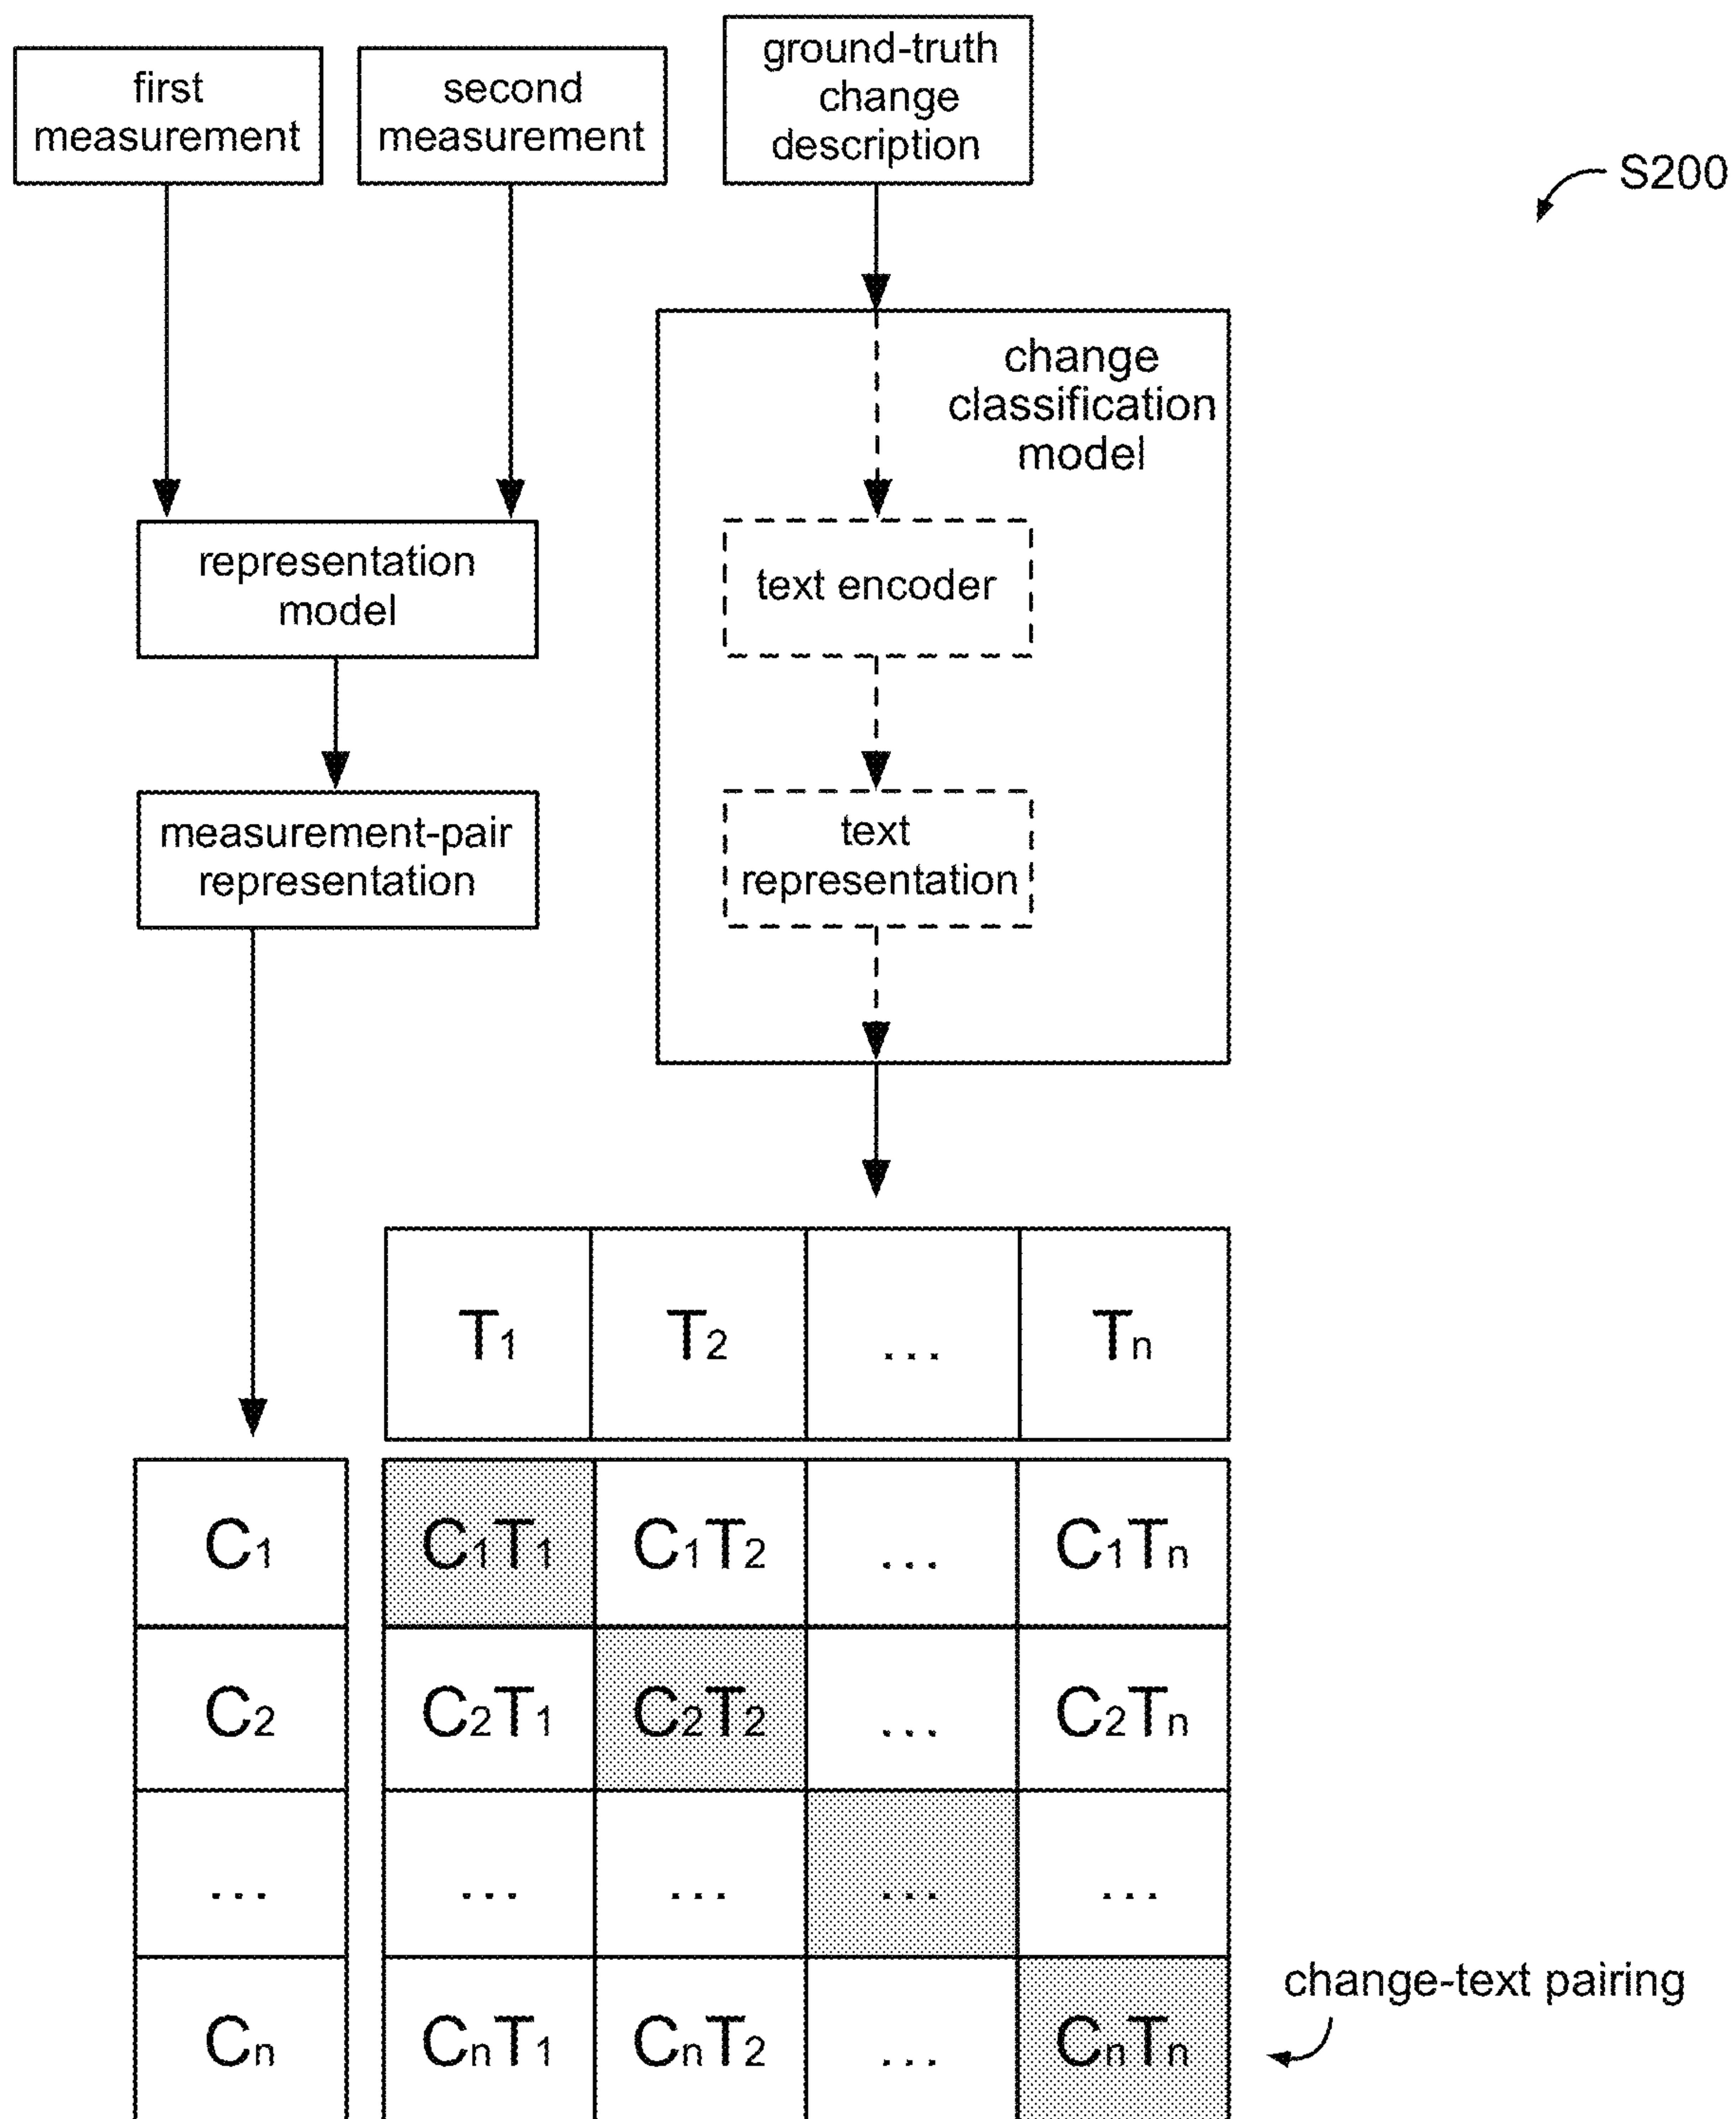 first
measurement
second
measurement
ground-truth
change
description
S200
change
classification
model
representation
model
text encoder
measurement-pair
representation
text
representation
T1 T2 ... Tn
C1 C1T1 C1T2 ... C1Tn
C2 C2T1 C2T2 ... C2Tn
... ... ... ... ...
change-text pairing
Cn CnT1 CnT2 ... CnTn